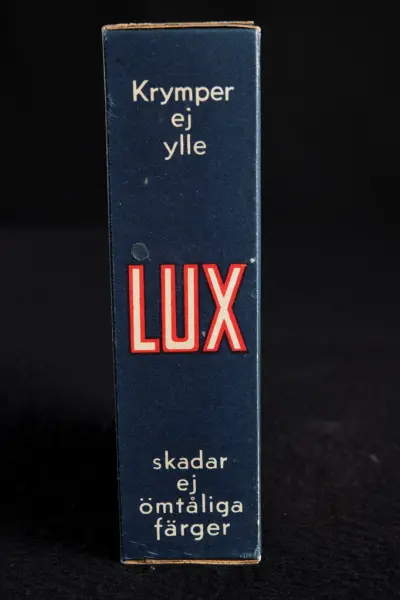 Krymper
ej
ylle
LUX
skadar
ej
ömtåliga
färger